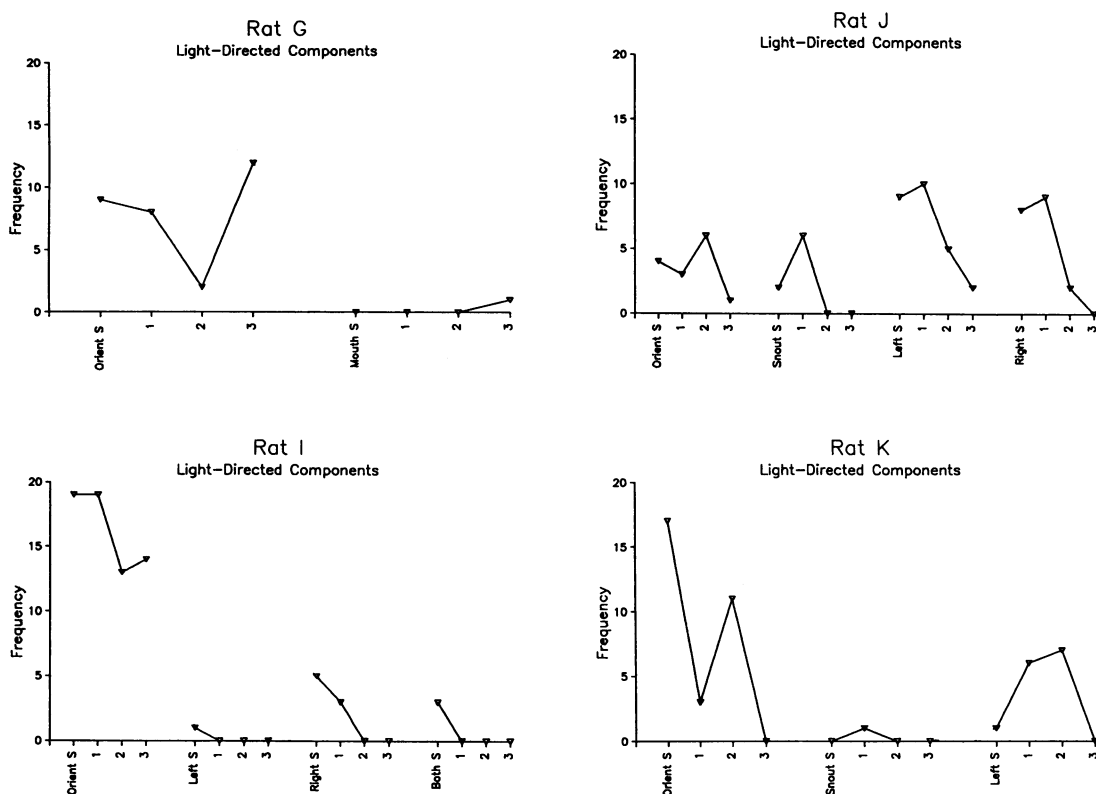 Rat G
Light-Directed Components
20
15
10
5
0
Frequency
Orient S 1 2 3 Mouth S 1 2 3
Rat J
Light-Directed Components
20
15
10
5
0
Frequency
Orient S 1 2 3 Snout S 1 2 3 Left S 1 2 3 Right S 1 2 3
Rat I
Light-Directed Components
20
15
10
5
0
Frequency
Orient S 1 2 3 Left S 1 2 3 Right S 1 2 3 Both S 1 2 3
Rat K
Light-Directed Components
20
15
10
5
0
Frequency
Orient S 1 2 3 Snout S 1 2 3 Left S 1 2 3